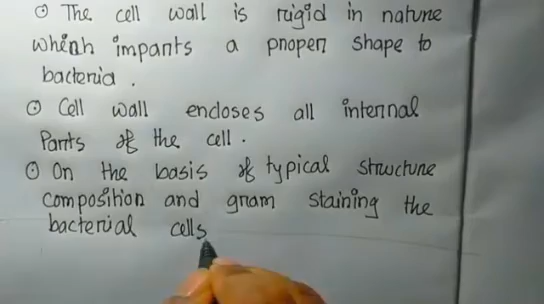 ⊙ The cell wall is rigid in nature
which imparts a proper shape to
bacteria .
⊙ Cell wall encloses all internal
Parts of the cell .
⊙ On the basis of typical structure
composition and gram staining the
bacterial cells